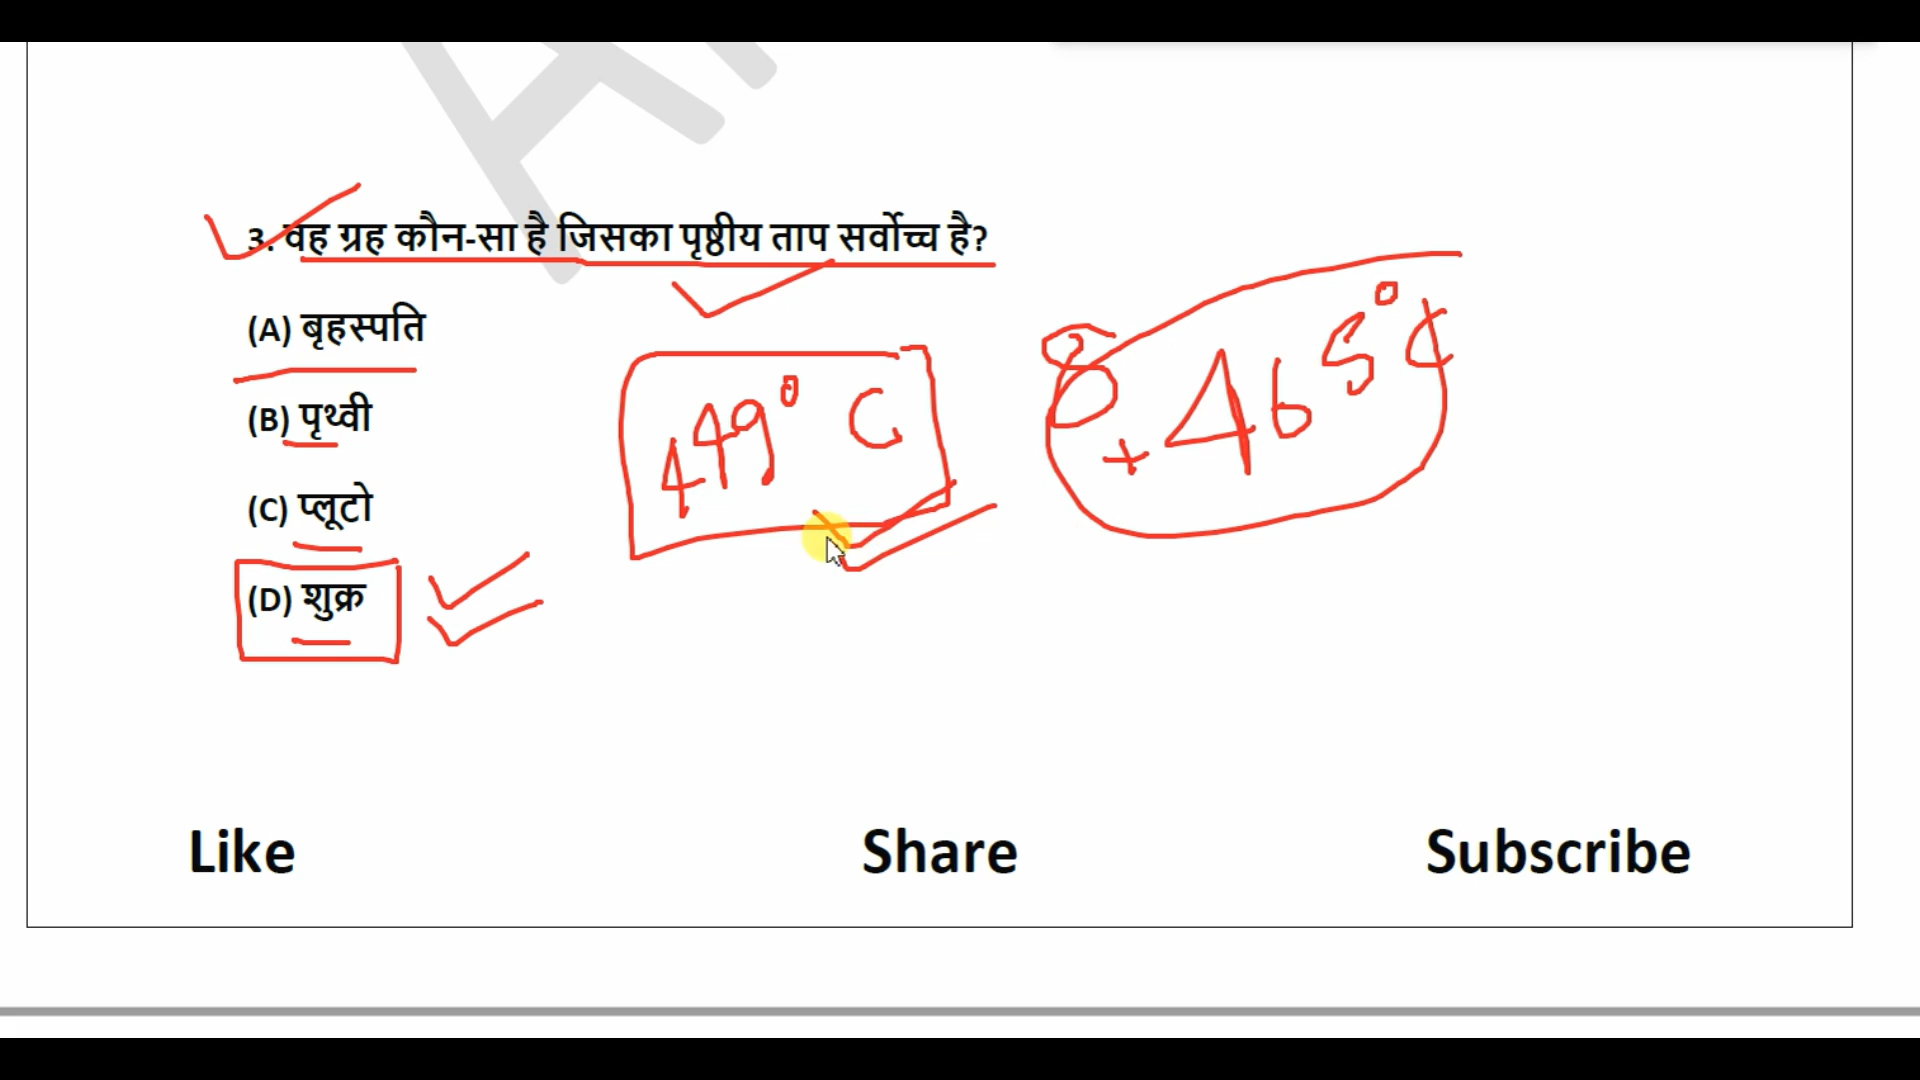 3. वह ग्रह कौन-सा है जिसका पृष्ठीय ताप सर्वोच्च है?
(A) बृहस्पति
(B) पृथ्वी
(C) प्लूटो
(D) शुक्र
449° C
+465°C
Like Share Subscribe